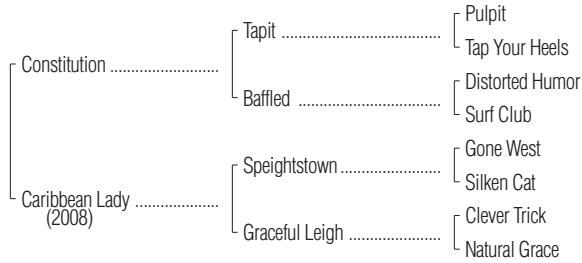 Pulpit
Tapit ........................................
Tap Your Heels
Constitution ............................
Distorted Humor
Baffled ....................................
Surf Club
Gone West
Speightstown .........................
Silken Cat
Caribbean Lady .....................
(2008)
Clever Trick
Graceful Leigh ........................
Natural Grace